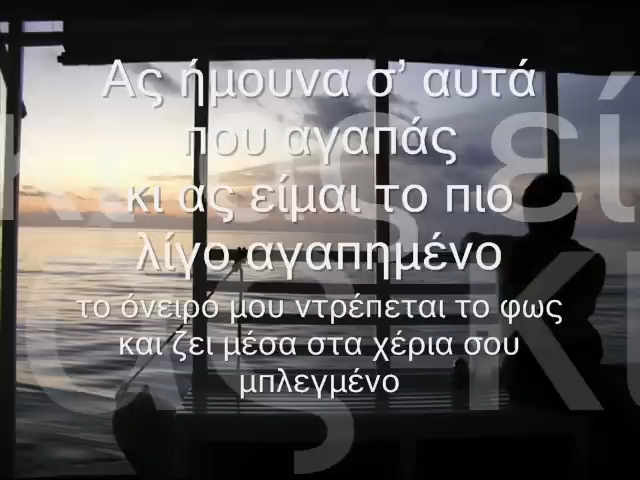 Ας ήμουνα σ’ αυτά
που αγαπάς
κι ας είμαι το πιο
λίγο αγαπημένο
το όνειρό μου ντρέπεται το φως
και ζει μέσα στα χέρια σου
μπλεγμένο